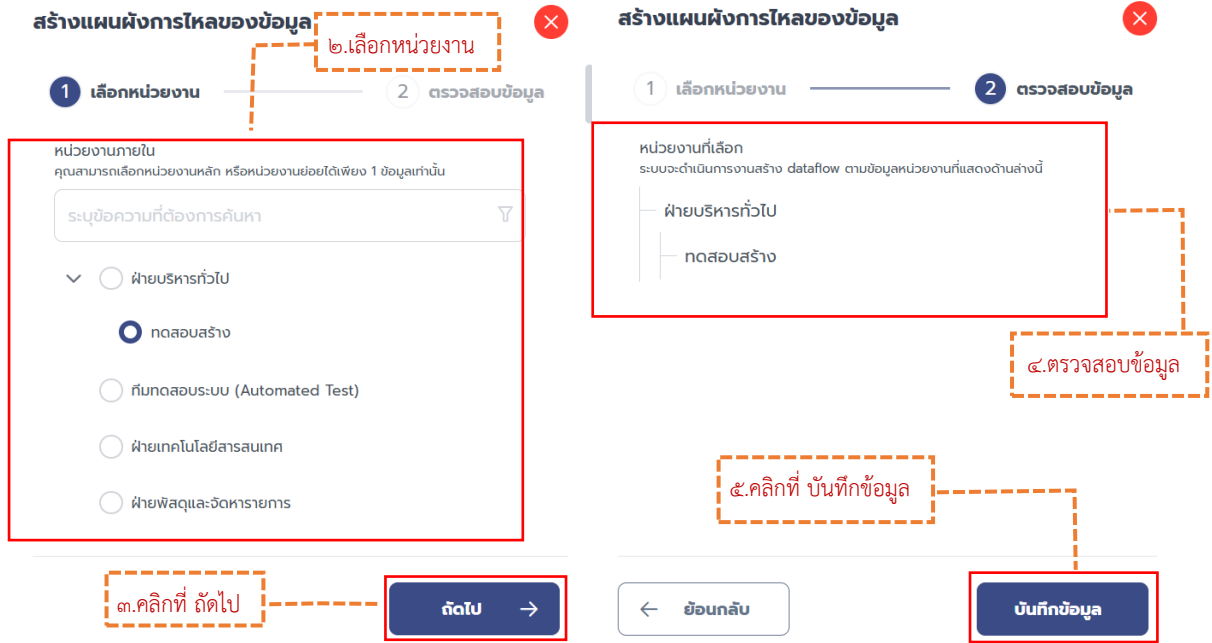 สร้างแผนผังการไหลของข้อมูล
๒.เลือกหน่วยงาน
1 เลือกหน่วยงาน
2 ตรวจสอบข้อมูล
หน่วยงานภายใน
คุณสามารถเลือกหน่วยงานหลัก หรือหน่วยงานย่อยได้เพียง 1 ข้อมูลเท่านั้น
ระบุข้อความที่ต้องการค้นหา
ฝ่ายบริหารทั่วไป
ทดสอบสร้าง
ทีมทดสอบระบบ (Automated Test)
ฝ่ายเทคโนโลยีสารสนเทศ
ฝ่ายพัสดุและจัดหารายการ
๓.คลิกที่ ถัดไป
ถัดไป
สร้างแผนผังการไหลของข้อมูล
1 เลือกหน่วยงาน
2 ตรวจสอบข้อมูล
หน่วยงานที่เลือก
ระบบจะดำเนินการงานสร้าง dataflow ตามข้อมูลหน่วยงานที่แสดงด้านล่างนี้
ฝ่ายบริหารทั่วไป
ทดสอบสร้าง
๔.ตรวจสอบข้อมูล
๕.คลิกที่ บันทึกข้อมูล
ย้อนกลับ
บันทึกข้อมูล